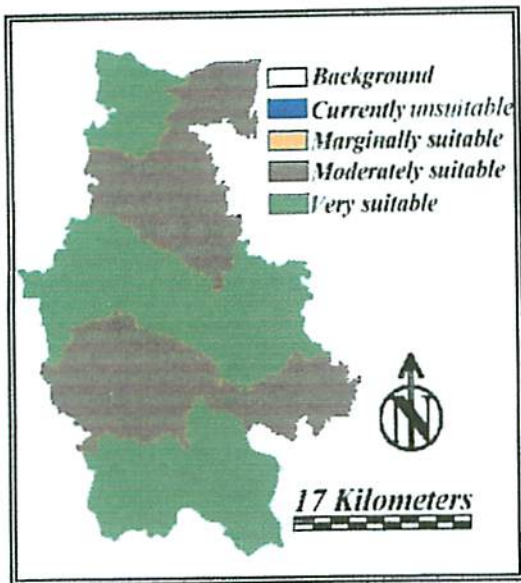 Background
Currently unsuitable
Marginally suitable
Moderately suitable
Very suitable
N
17 Kilometers